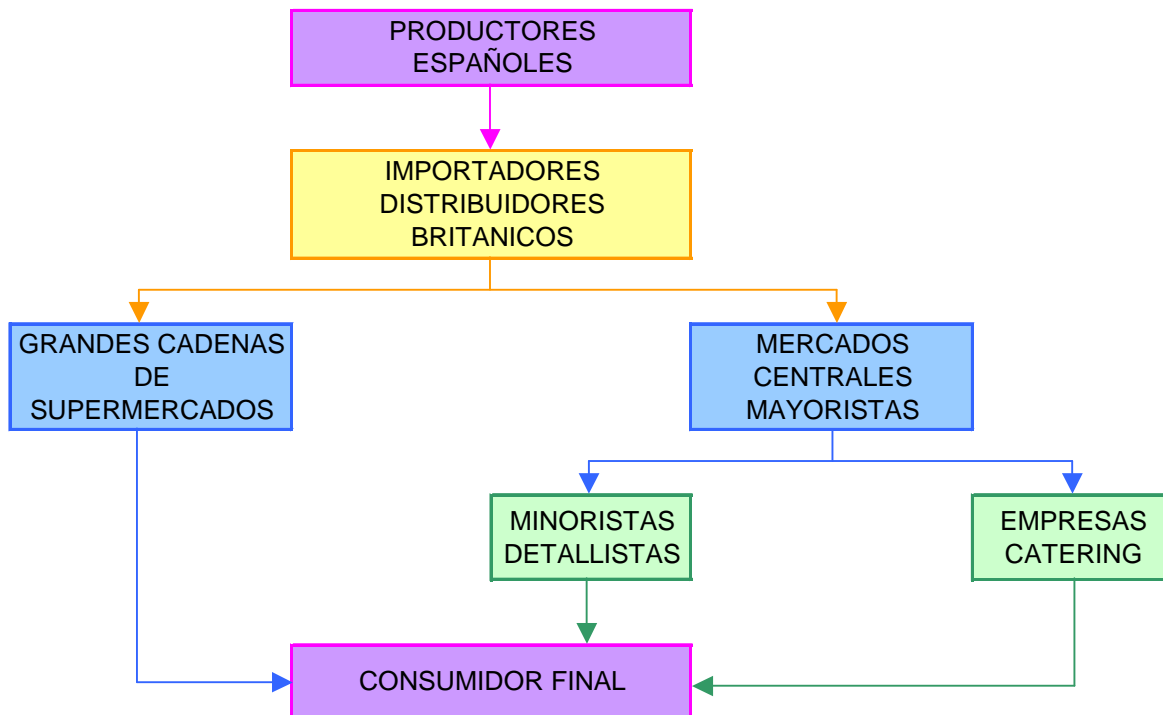 PRODUCTORES
ESPAÑOLES
IMPORTADORES
DISTRIBUIDORES
BRITANICOS
GRANDES CADENAS
DE
SUPERMERCADOS
MERCADOS
CENTRALES
MAYORISTAS
MINORISTAS
DETALLISTAS
EMPRESAS
CATERING
CONSUMIDOR FINAL